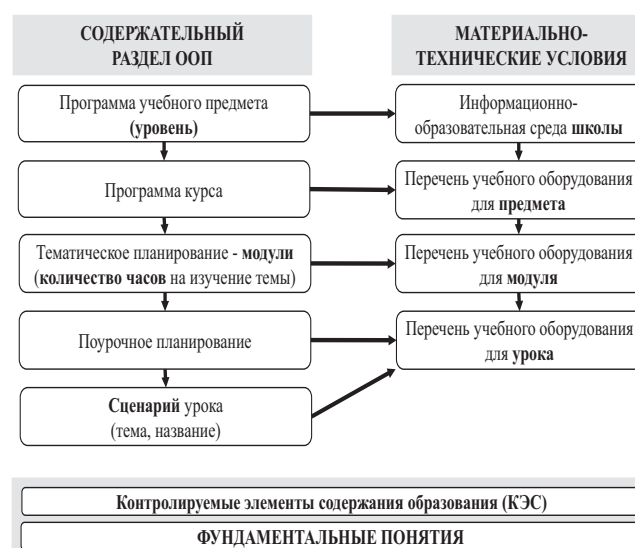 СОДЕРЖАТЕЛЬНЫЙ
РАЗДЕЛ ООП
МАТЕРИАЛЬНО-
ТЕХНИЧЕСКИЕ УСЛОВИЯ
Программа учебного предмета
(уровень)
Информационно-
образовательная среда школы
Программа курса
Перечень учебного оборудования
для предмета
Тематическое планирование - модули
(количество часов на изучение темы)
Перечень учебного оборудования
для модуля
Поурочное планирование
Перечень учебного оборудования
для урока
Сценарий урока
(тема, название)
Контролируемые элементы содержания образования (КЭС)
ФУНДАМЕНТАЛЬНЫЕ ПОНЯТИЯ